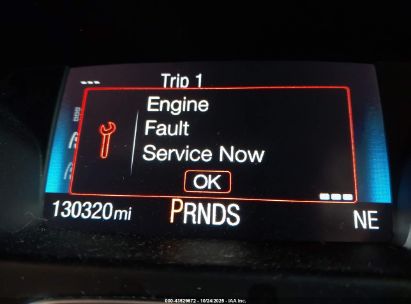 Trip 1
Engine
Fault
Service Now
OK
130320mi PRNDS NE